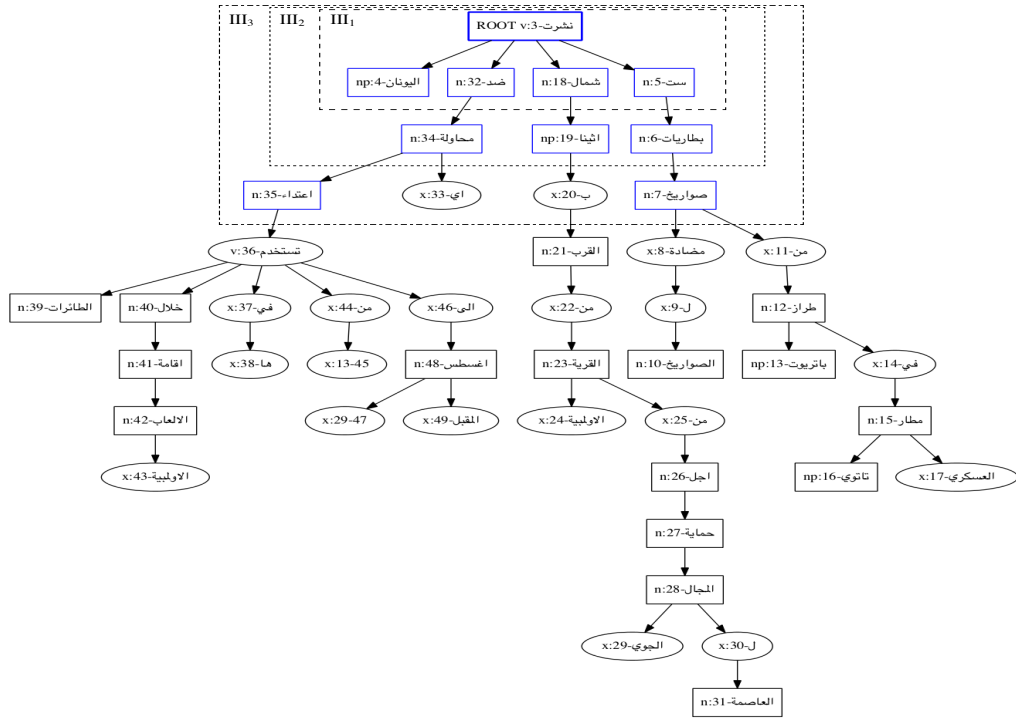 III₃ III₂ III₁ ROOT v:3-نشرت
np:4-اليونان n:32-ضد n:18-شمال n:5-ست
n:34-محاولة np:19-اثينا n:6-بطاريات
n:35-اعتداء x:33-اي x:20-ب n:7-صواريخ
v:36-تستخدم n:21-القرب x:8-مضادة x:11-من
n:39-الطائرات n:40-خلال x:37-في x:44-من x:46-الى x:22-من x:9-ل n:12-طراز
n:41-اقامة x:38-ها x:13-45 n:48-اغسطس n:23-القرية n:10-الصواريخ np:13-باتريوت x:14-في
n:42-الالعاب x:29-47 x:49-المقبل x:24-الاولمبية x:25-من n:15-مطار
x:43-الاولمبية n:26-اجل np:16-تاتوي x:17-العسكري
n:27-حماية
n:28-المجال
x:29-الجوي x:30-ل
n:31-العاصمة